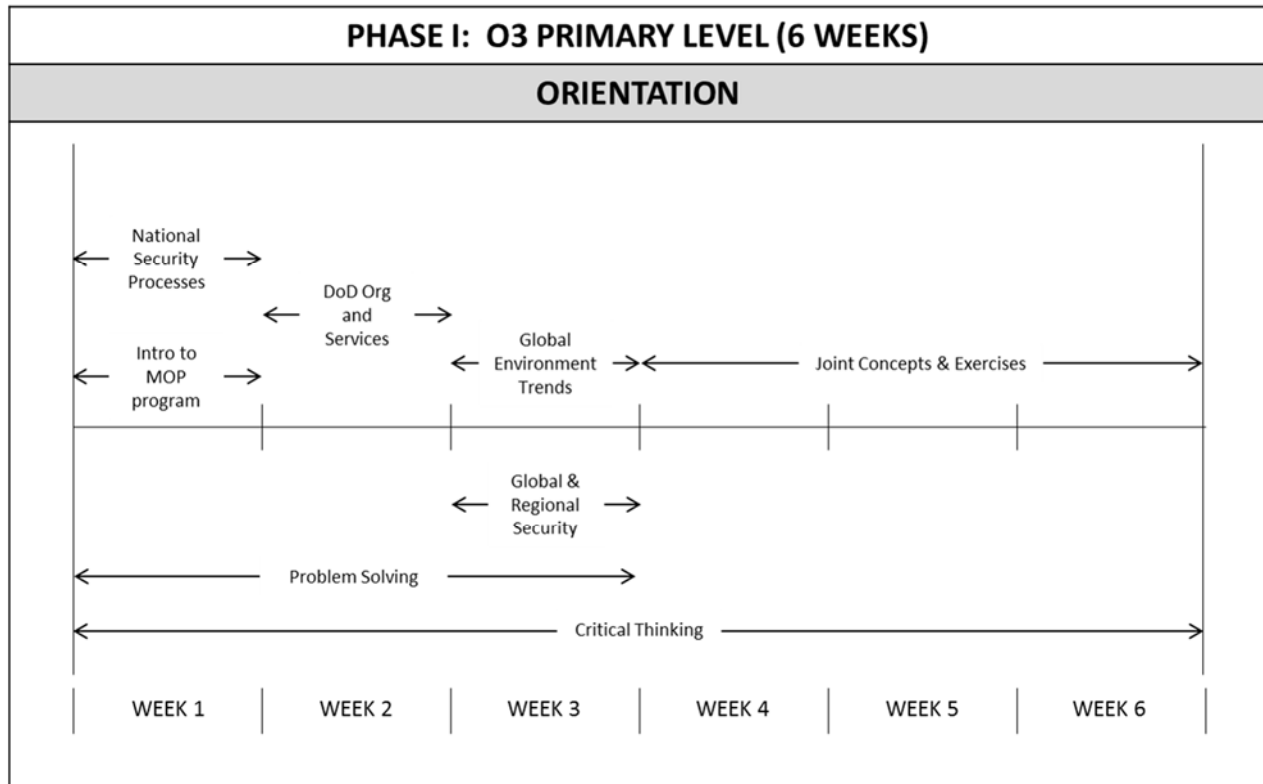 PHASE I: O3 PRIMARY LEVEL (6 WEEKS)
ORIENTATION
National
Security
Processes
DoD Org
and
Services
Intro to
MOP
program
Global
Environment
Trends
Joint Concepts & Exercises
Global &
Regional
Security
Problem Solving
Critical Thinking
WEEK 1
WEEK 2
WEEK 3
WEEK 4
WEEK 5
WEEK 6